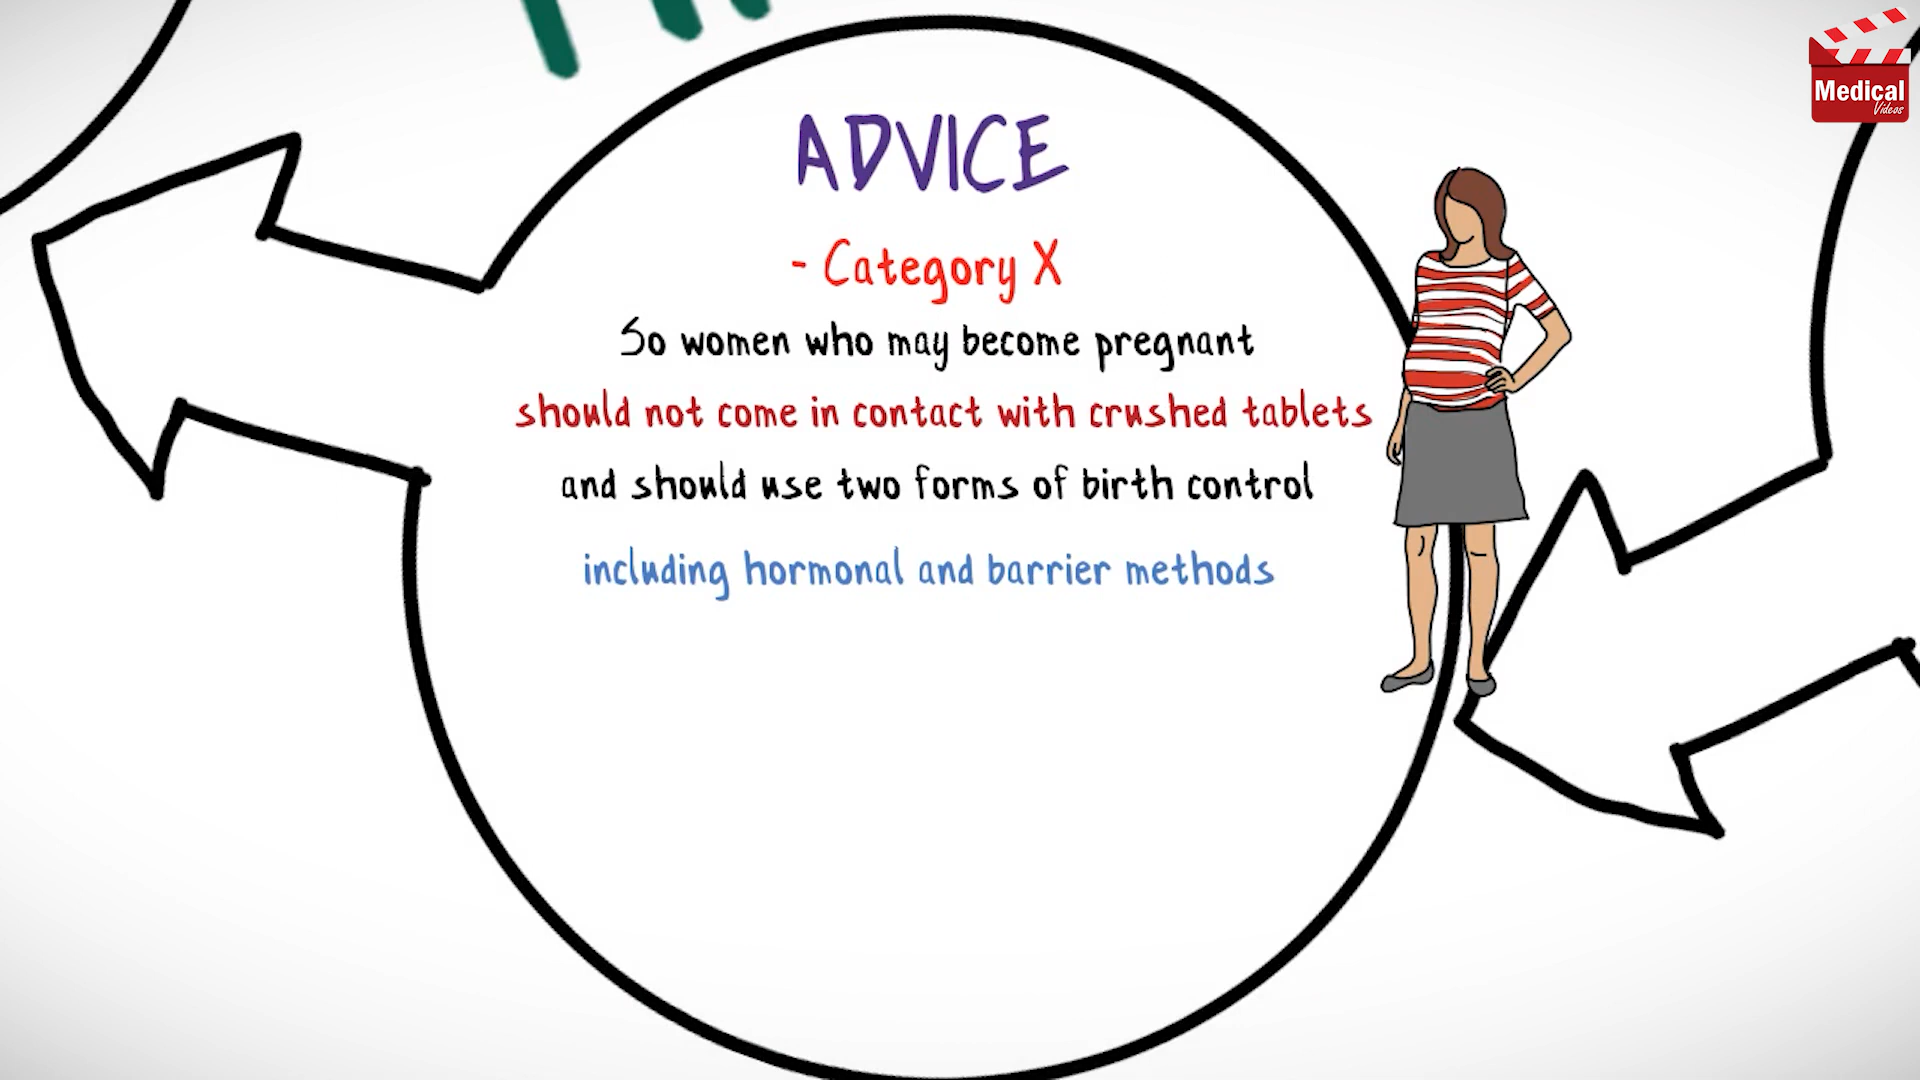 Medical
Videos
ADVICE
- Category X
So women who may become pregnant
should not come in contact with crushed tablets
and should use two forms of birth control
including hormonal and barrier methods